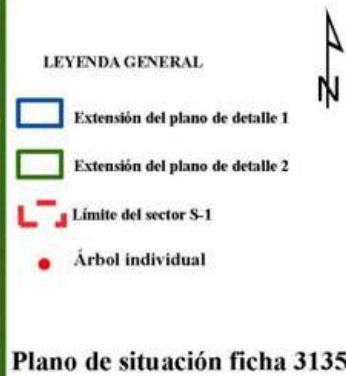 N
LEYENDA GENERAL
Extensión del plano de detalle 1
Extensión del plano de detalle 2
Límite del sector S-1
Árbol individual
Plano de situación ficha 3135